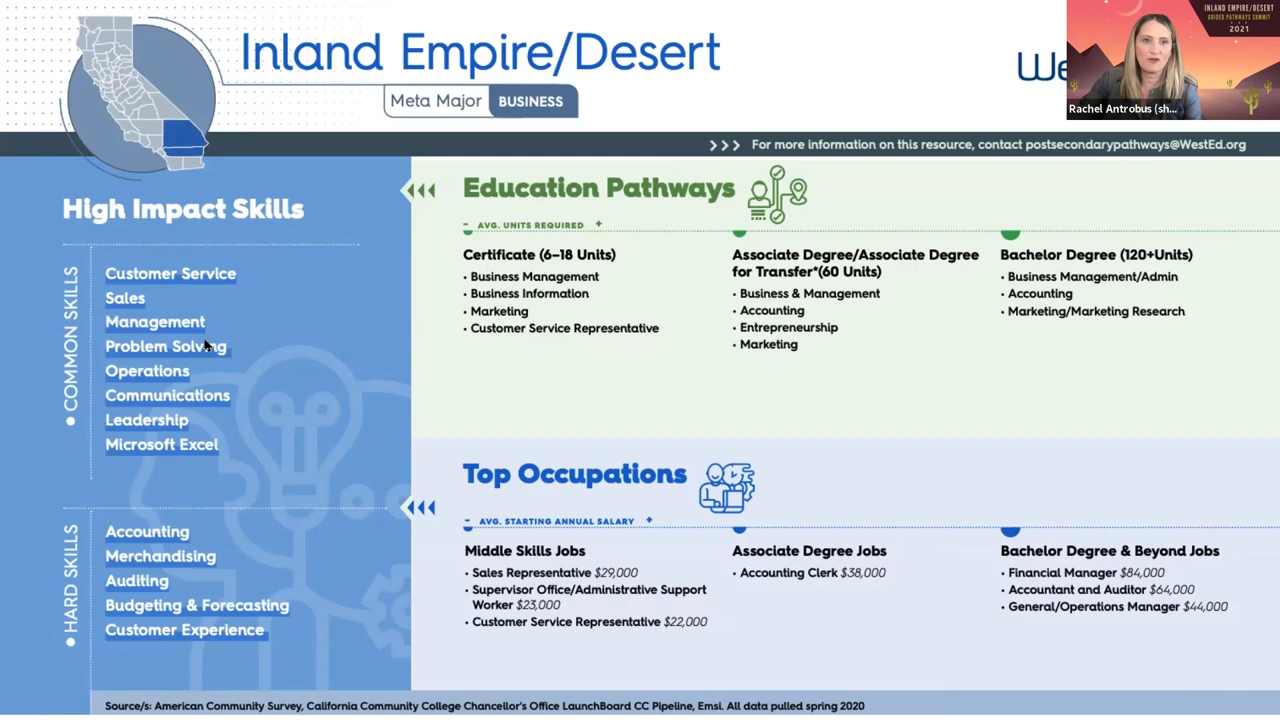 Inland Empire/Desert
Meta Major BUSINESS
We
INLAND EMPIRE/DESERT
GUIDED PATHWAYS SUMMIT
2021
Rachel Antrobus (sh...
For more information on this resource, contact postsecondarypathways@WestEd.org
High Impact Skills
COMMON SKILLS
Customer Service
Sales
Management
Problem Solving
Operations
Communications
Leadership
Microsoft Excel
HARD SKILLS
Accounting
Merchandising
Auditing
Budgeting & Forecasting
Customer Experience
Education Pathways
- AVG. UNITS REQUIRED +
Certificate (6–18 Units)
• Business Management
• Business Information
• Marketing
• Customer Service Representative
Associate Degree/Associate Degree
for Transfer*(60 Units)
• Business & Management
• Accounting
• Entrepreneurship
• Marketing
Bachelor Degree (120+Units)
• Business Management/Admin
• Accounting
• Marketing/Marketing Research
Top Occupations
- AVG. STARTING ANNUAL SALARY +
Middle Skills Jobs
• Sales Representative $29,000
• Supervisor Office/Administrative Support
Worker $23,000
• Customer Service Representative $22,000
Associate Degree Jobs
• Accounting Clerk $38,000
Bachelor Degree & Beyond Jobs
• Financial Manager $84,000
• Accountant and Auditor $64,000
• General/Operations Manager $44,000
Source/s: American Community Survey, California Community College Chancellor's Office LaunchBoard CC Pipeline, Emsi. All data pulled spring 2020